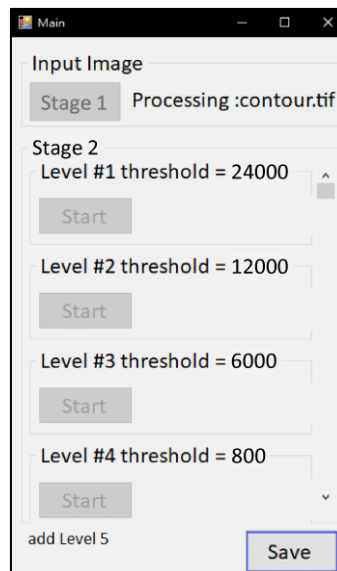 Main
Input Image
Stage 1 Processing :contour.tif
Stage 2
Level #1 threshold = 24000
Start
Level #2 threshold = 12000
Start
Level #3 threshold = 6000
Start
Level #4 threshold = 800
Start
add Level 5
Save